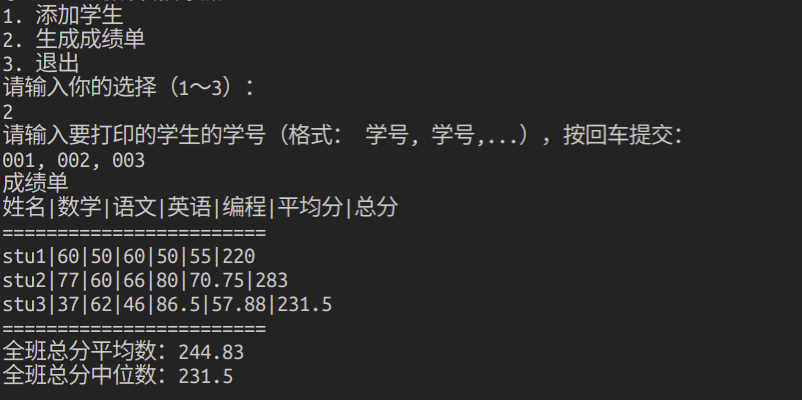 1. 添加学生
2. 生成成绩单
3. 退出
请输入你的选择（1～3）：
2
请输入要打印的学生的学号（格式： 学号, 学号,...），按回车提交：
001, 002, 003
成绩单
姓名|数学|语文|英语|编程|平均分|总分
========================
stu1|60|50|60|50|55|220
stu2|77|60|66|80|70.75|283
stu3|37|62|46|86.5|57.88|231.5
========================
全班总分平均数：244.83
全班总分中位数：231.5